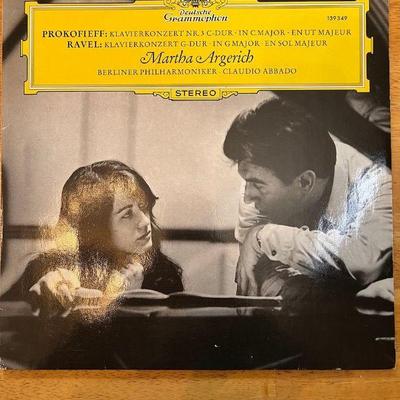 Deutsche
Grammophon
139 349
PROKOFIEFF: KLAVIERKONZERT NR. 3 C-DUR · IN C MAJOR · EN UT MAJEUR
RAVEL: KLAVIERKONZERT G-DUR · IN G MAJOR · EN SOL MAJEUR
Martha Argerich
BERLINER PHILHARMONIKER · CLAUDIO ABBADO
STEREO